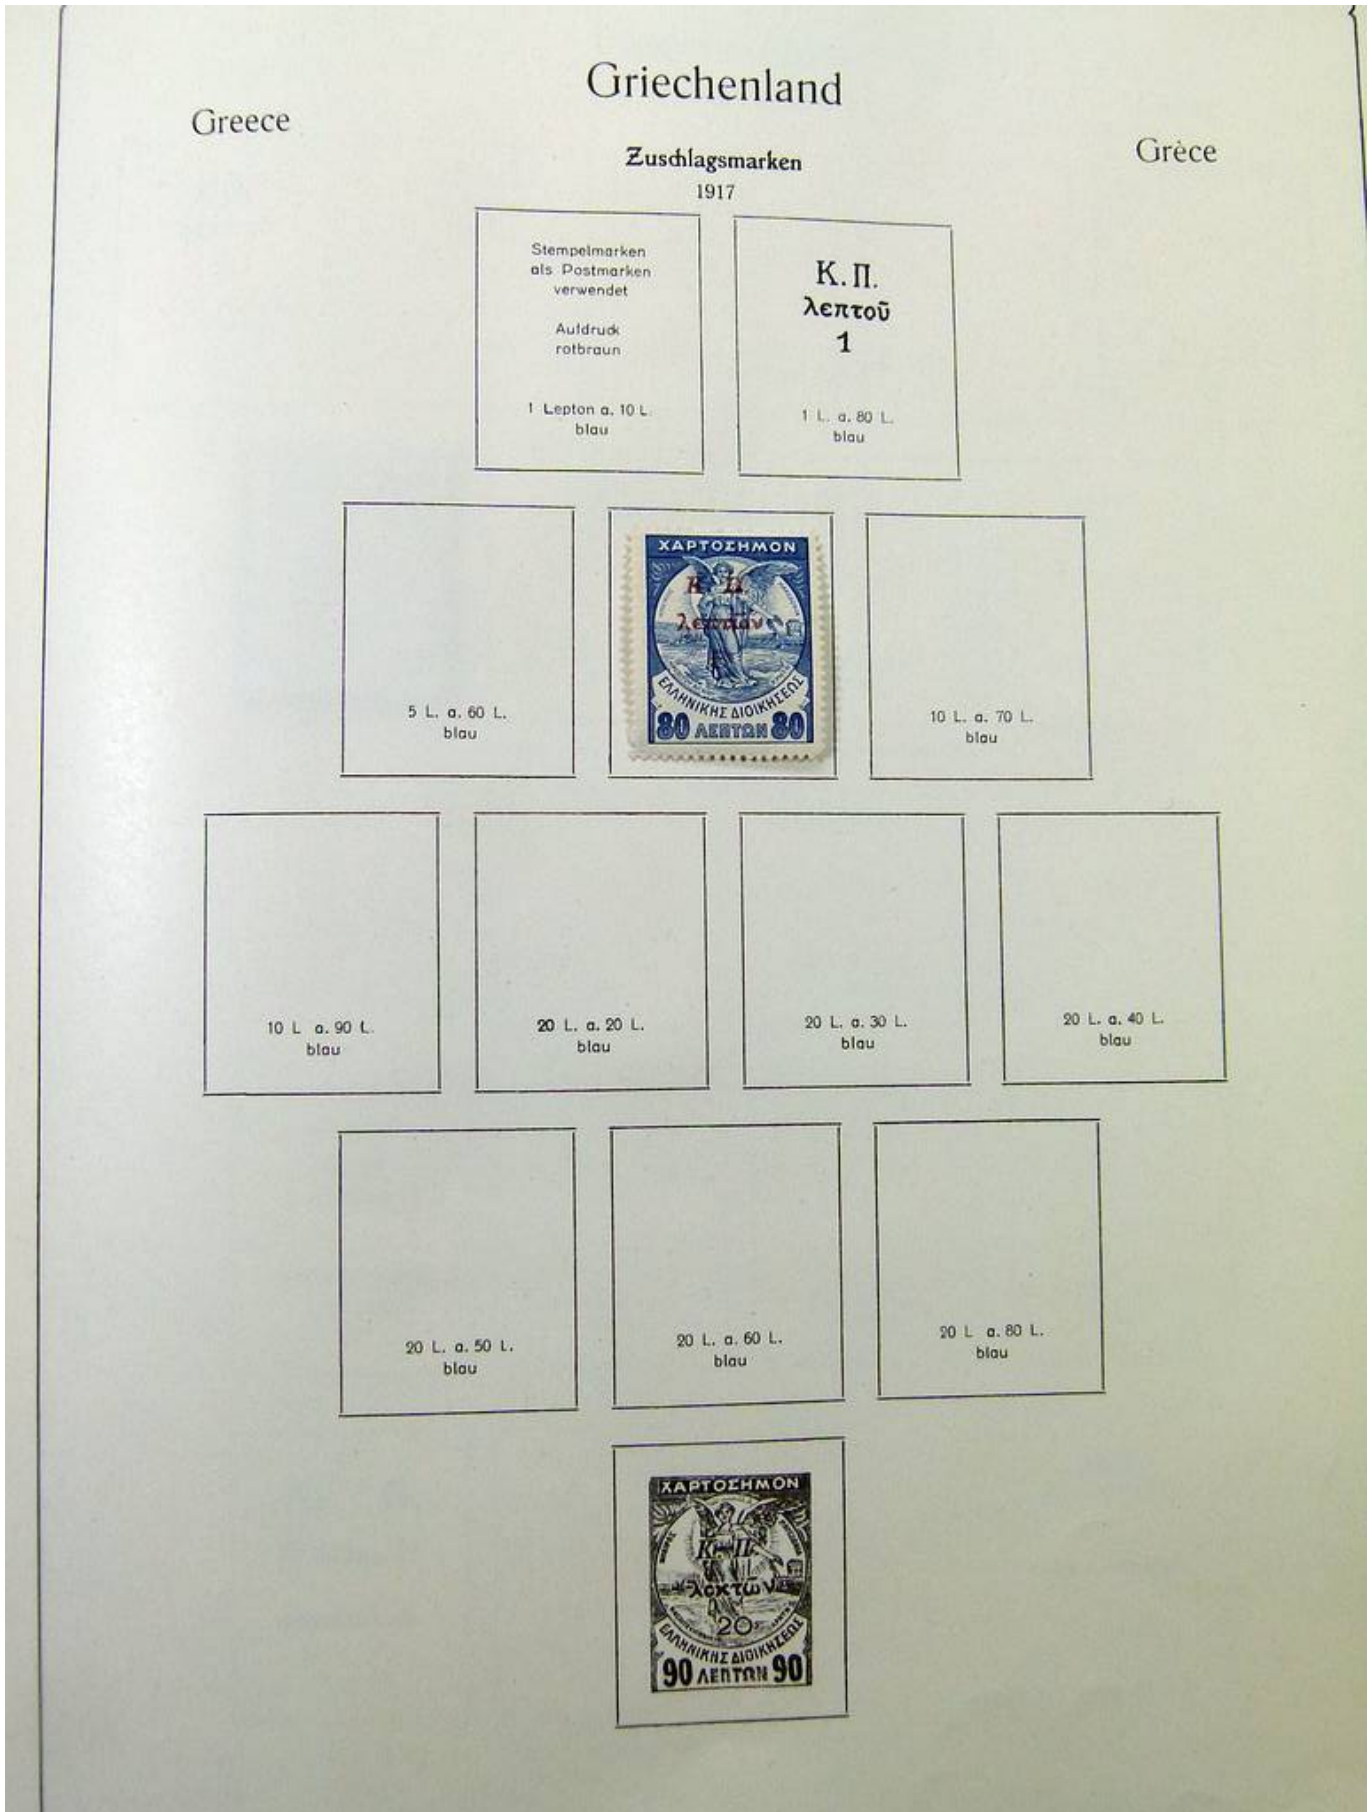 Griechenland
Greece
Grèce
Zuschlagsmarken
1917
Stempelmarken
als Postmarken
verwendet
Aufdruck
rotbraun
1 Lepton a. 10 L.
blau
Κ.Π.
λεπτοῦ
1
1 L. a. 80 L.
blau
5 L. a. 60 L.
blau
ΧΑΡΤΟΣΗΜΟΝ
Κ Π
λεπτῶν
ΕΛΛΗΝΙΚΗΣ ΔΙΟΙΚΗΣΕΩΣ
80 ΛΕΠΤΩΝ 80
10 L. a. 70 L.
blau
10 L a. 90 L.
blau
20 L. a. 20 L.
blau
20 L. a. 30 L.
blau
20 L. a. 40 L.
blau
20 L. a. 50 L.
blau
20 L. a. 60 L.
blau
20 L a. 80 L.
blau
ΧΑΡΤΟΣΗΜΟΝ
Κ. Π.
λεκτῶν
20
ΕΛΛΗΝΙΚΗΣ ΔΙΟΙΚΗΣΕΩΣ
90 ΛΕΠΤΩΝ 90